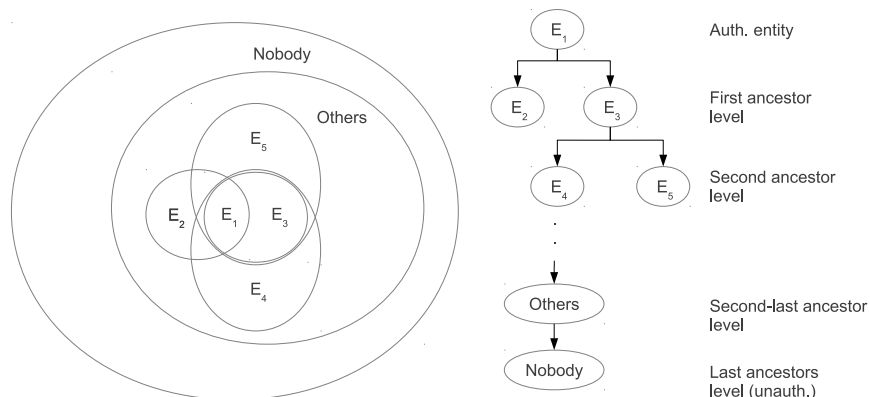 Nobody
Others
E5
E2
E1
E3
E4
E1
Auth. entity
E2
E3
First ancestor
level
E4
E5
Second ancestor
level
.
.
Others
Second-last ancestor
level
Nobody
Last ancestors
level (unauth.)